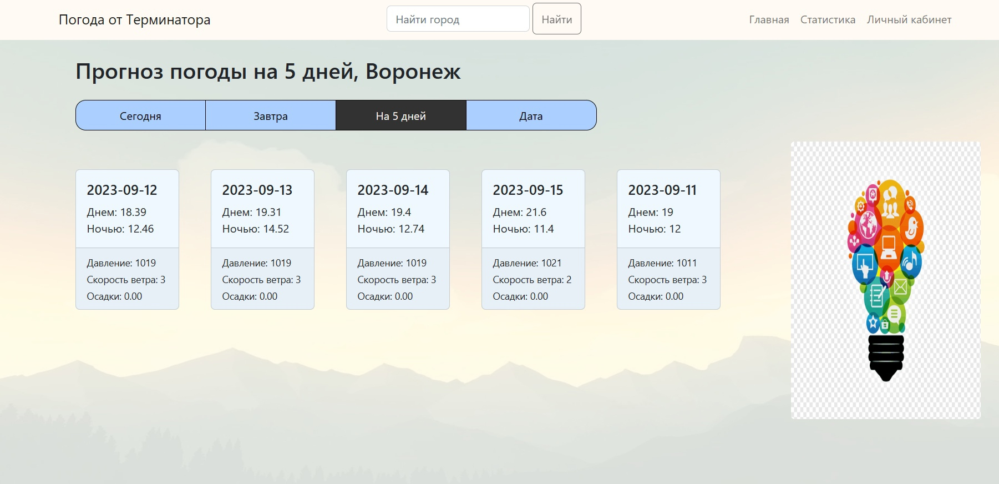 Погода от Терминатора
Найти город
Найти
Главная
Статистика
Личный кабинет
Прогноз погоды на 5 дней, Воронеж
Сегодня
Завтра
На 5 дней
Дата
2023-09-12
Днем: 18.39
Ночью: 12.46
Давление: 1019
Скорость ветра: 3
Осадки: 0.00
2023-09-13
Днем: 19.31
Ночью: 14.52
Давление: 1019
Скорость ветра: 3
Осадки: 0.00
2023-09-14
Днем: 19.4
Ночью: 12.74
Давление: 1019
Скорость ветра: 3
Осадки: 0.00
2023-09-15
Днем: 21.6
Ночью: 11.4
Давление: 1021
Скорость ветра: 2
Осадки: 0.00
2023-09-11
Днем: 19
Ночью: 12
Давление: 1011
Скорость ветра: 3
Осадки: 0.00